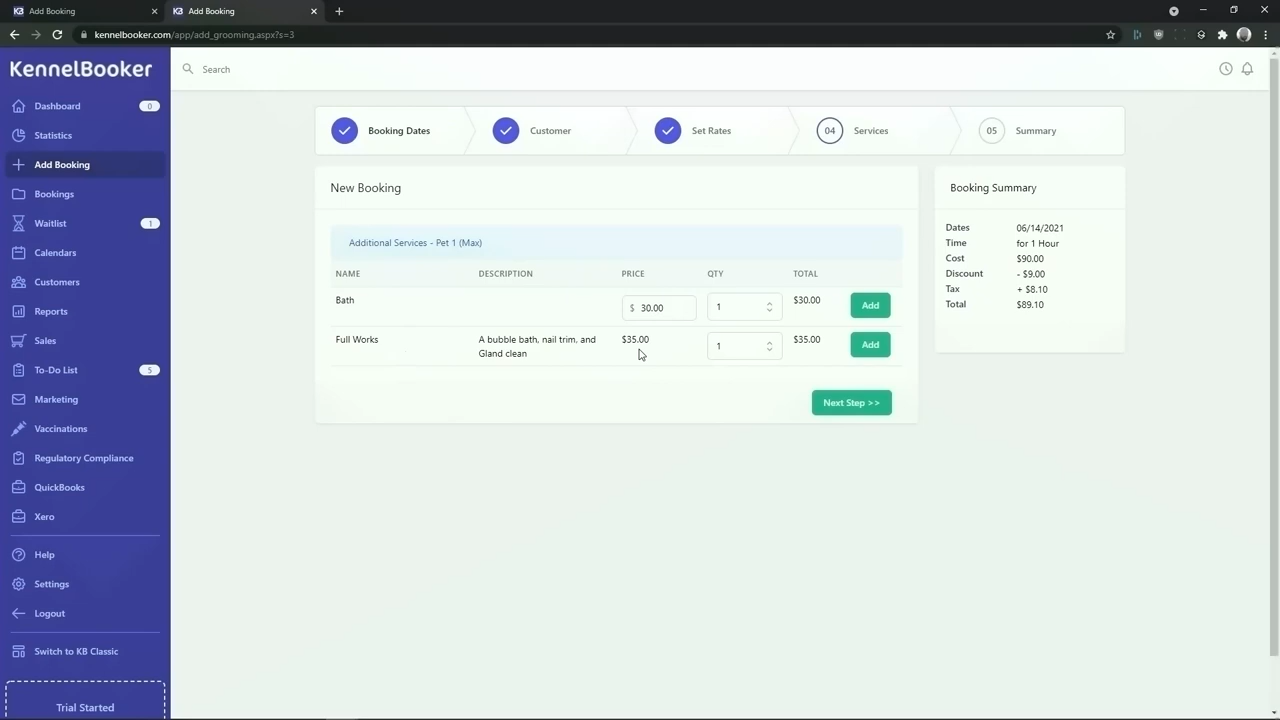 Add Booking
Add Booking
kennelbooker.com/app/add_grooming.aspx?s=3
KennelBooker
Search
Dashboard 0
Statistics
Add Booking
Bookings
Waitlist 1
Calendars
Customers
Reports
Sales
To-Do List 5
Marketing
Vaccinations
Regulatory Compliance
QuickBooks
Xero
Help
Settings
Logout
Switch to KB Classic
Trial Started
Booking Dates
Customer
Set Rates
04 Services
05 Summary
New Booking
Additional Services - Pet 1 (Max)
NAME DESCRIPTION PRICE QTY TOTAL
Bath $ 30.00 1 $30.00 Add
Full Works A bubble bath, nail trim, and $35.00 1 $35.00 Add
Gland clean
Next Step >>
Booking Summary
Dates 06/14/2021
Time for 1 Hour
Cost $90.00
Discount - $9.00
Tax + $8.10
Total $89.10